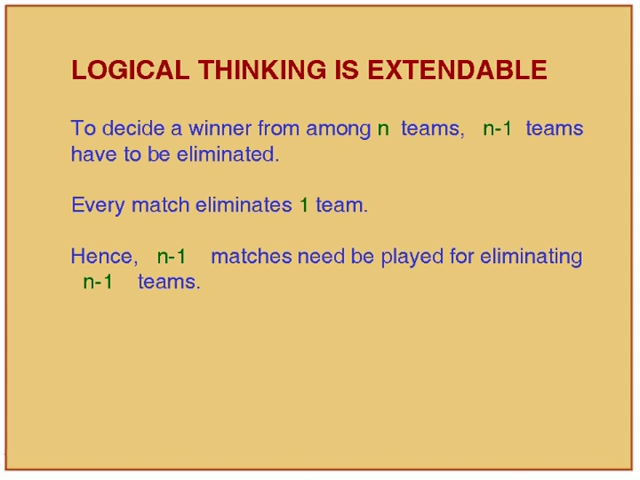 LOGICAL THINKING IS EXTENDABLE
To decide a winner from among n teams, n-1 teams
have to be eliminated.
Every match eliminates 1 team.
Hence, n-1 matches need be played for eliminating
n-1 teams.